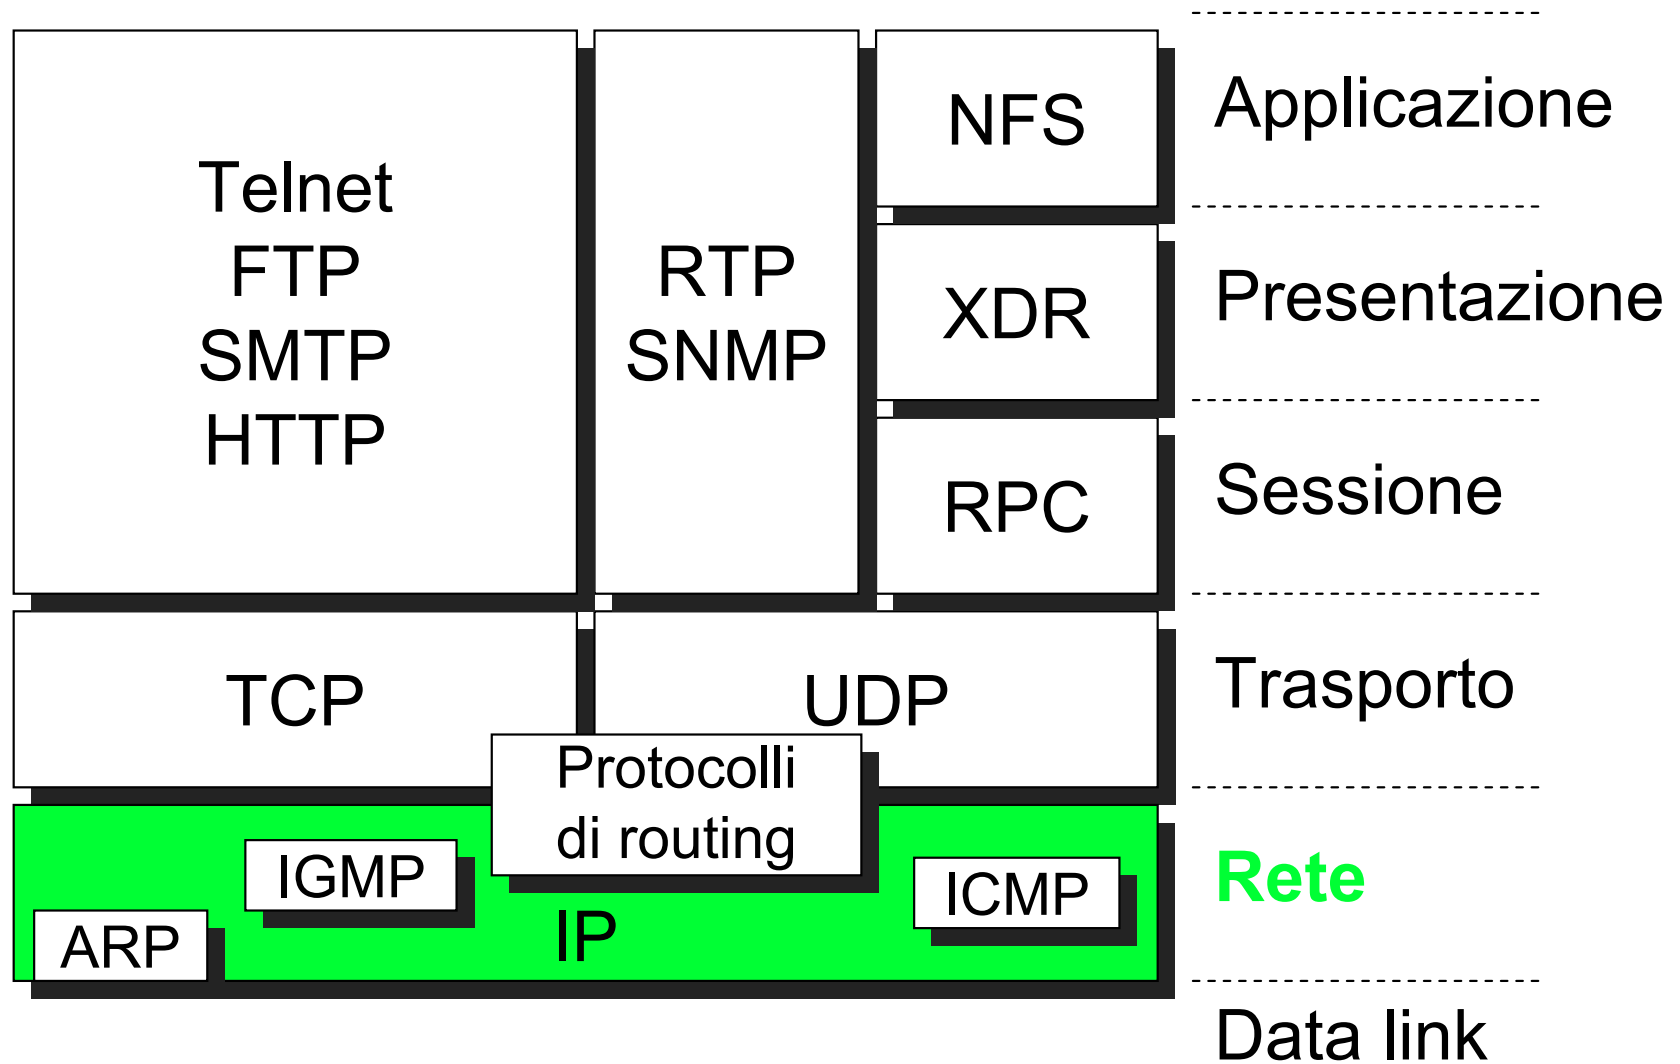 Telnet
FTP
SMTP
HTTP
RTP
SNMP
NFS
XDR
RPC
TCP
UDP
Protocolli
di routing
IGMP
ICMP
ARP
IP
Applicazione
Presentazione
Sessione
Trasporto
Rete
Data link